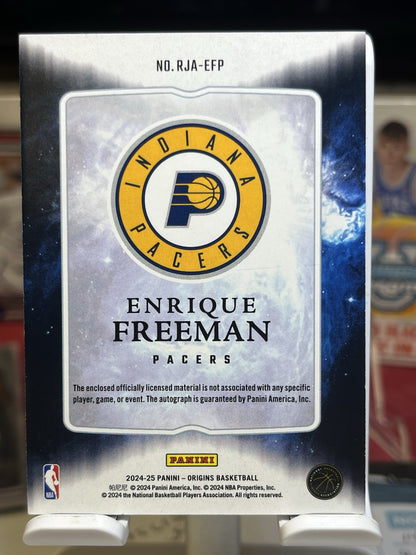 NO. RJA-EFP
INDIANA
PACERS
P
ENRIQUE
FREEMAN
PACERS
The enclosed officially licensed material is not associated with any specific
player, game, or event. The autograph is guaranteed by Panini America, Inc.
PANINI
2024-25 PANINI – ORIGINS BASKETBALL
帕尼尼 © 2024 Panini America, Inc. © 2024 NBA Properties, Inc.
© 2024 the National Basketball Players Association. All rights reserved.
NBA